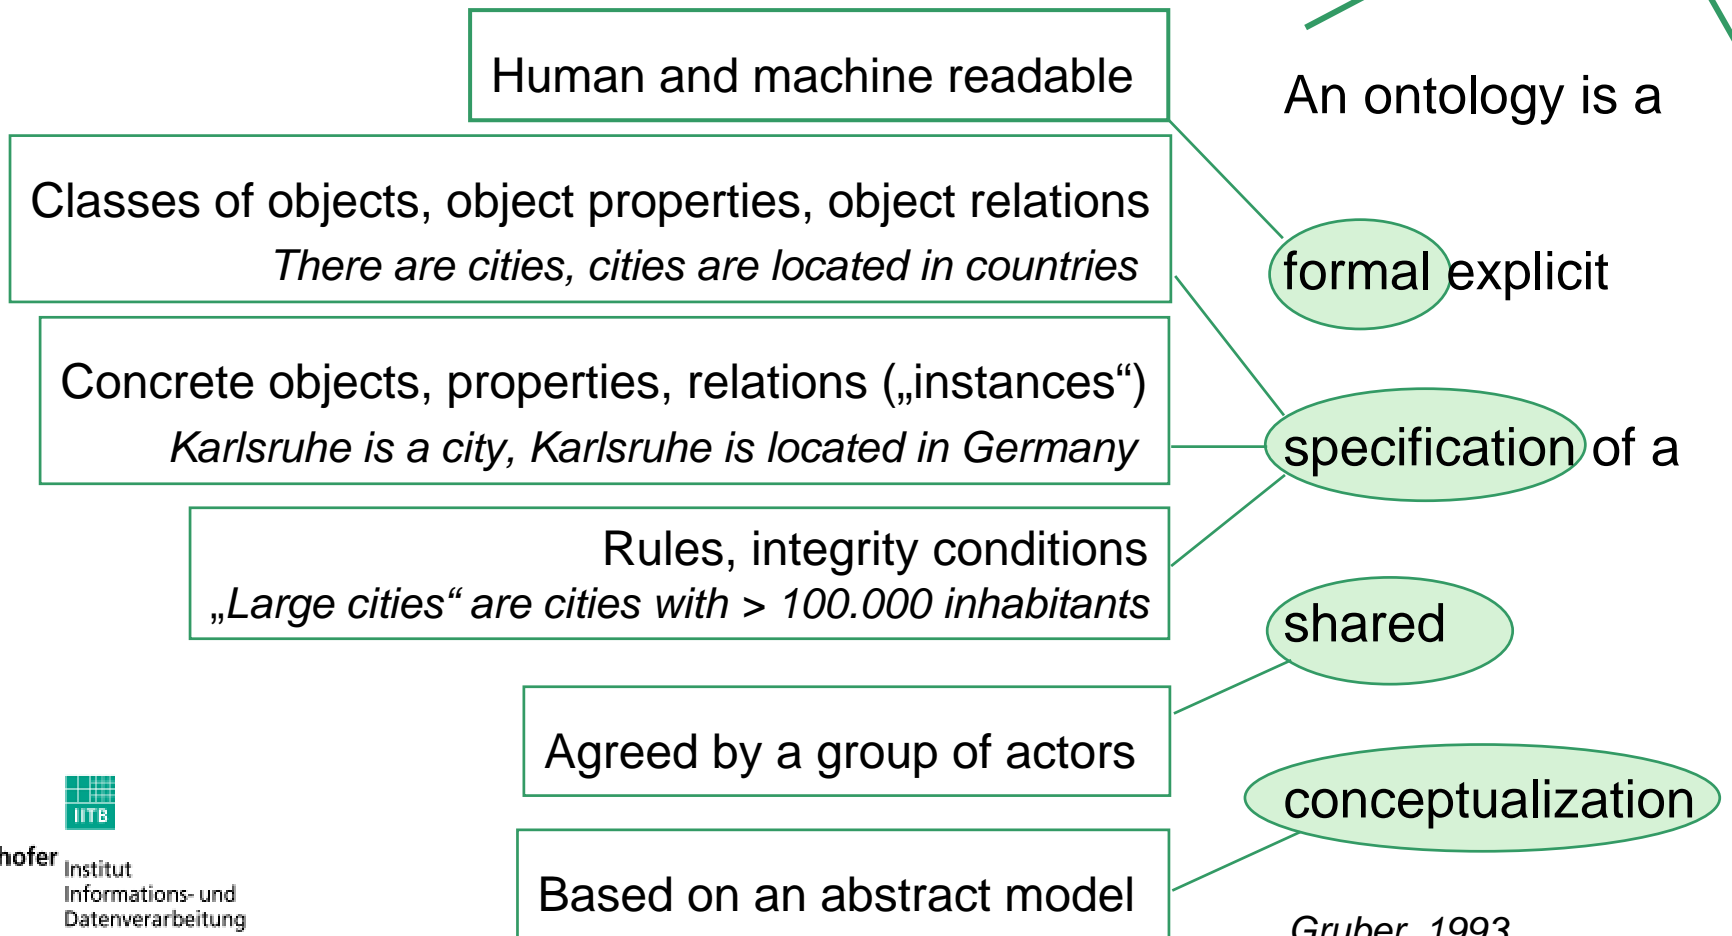 Human and machine readable
An ontology is a
Classes of objects, object properties, object relations
There are cities, cities are located in countries
formal explicit
Concrete objects, properties, relations („instances“)
Karlsruhe is a city, Karlsruhe is located in Germany
specification of a
Rules, integrity conditions
„Large cities“ are cities with > 100.000 inhabitants
shared
Agreed by a group of actors
conceptualization
IITB
hofer
Institut
Informations- und
Datenverarbeitung
Based on an abstract model
Gruber, 1993